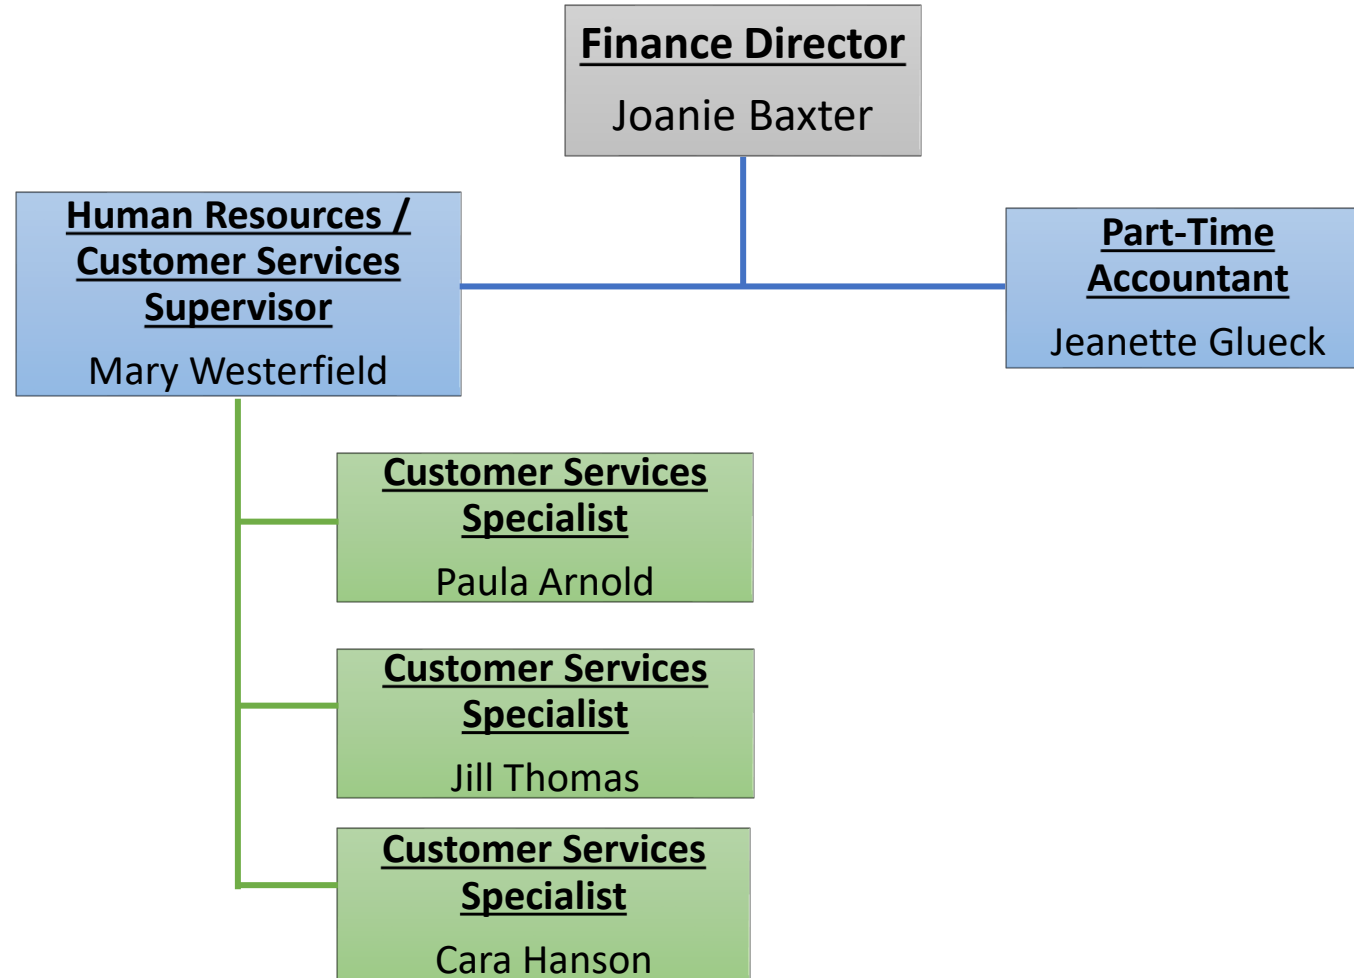 Finance Director
Joanie Baxter
Human Resources /
Customer Services
Supervisor
Mary Westerfield
Part-Time
Accountant
Jeanette Glueck
Customer Services
Specialist
Paula Arnold
Customer Services
Specialist
Jill Thomas
Customer Services
Specialist
Cara Hanson